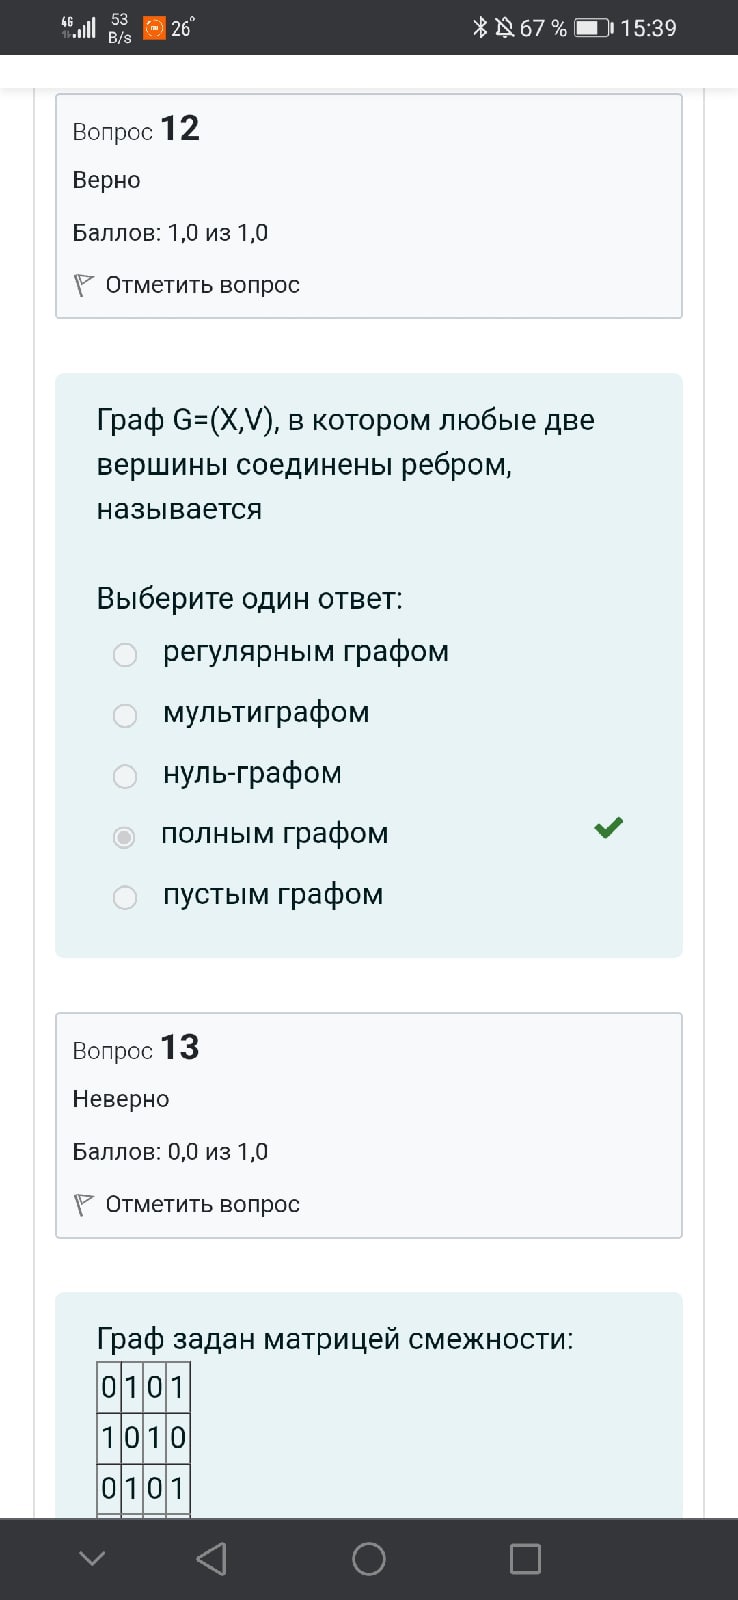 4G 53 B/s 26° 67 % 15:39
Вопрос 12
Верно
Баллов: 1,0 из 1,0
Отметить вопрос
Граф G=(X,V), в котором любые две
вершины соединены ребром,
называется
Выберите один ответ:
регулярным графом
мультиграфом
нуль-графом
полным графом
пустым графом
Вопрос 13
Неверно
Баллов: 0,0 из 1,0
Отметить вопрос
Граф задан матрицей смежности:
0 1 0 1
1 0 1 0
0 1 0 1